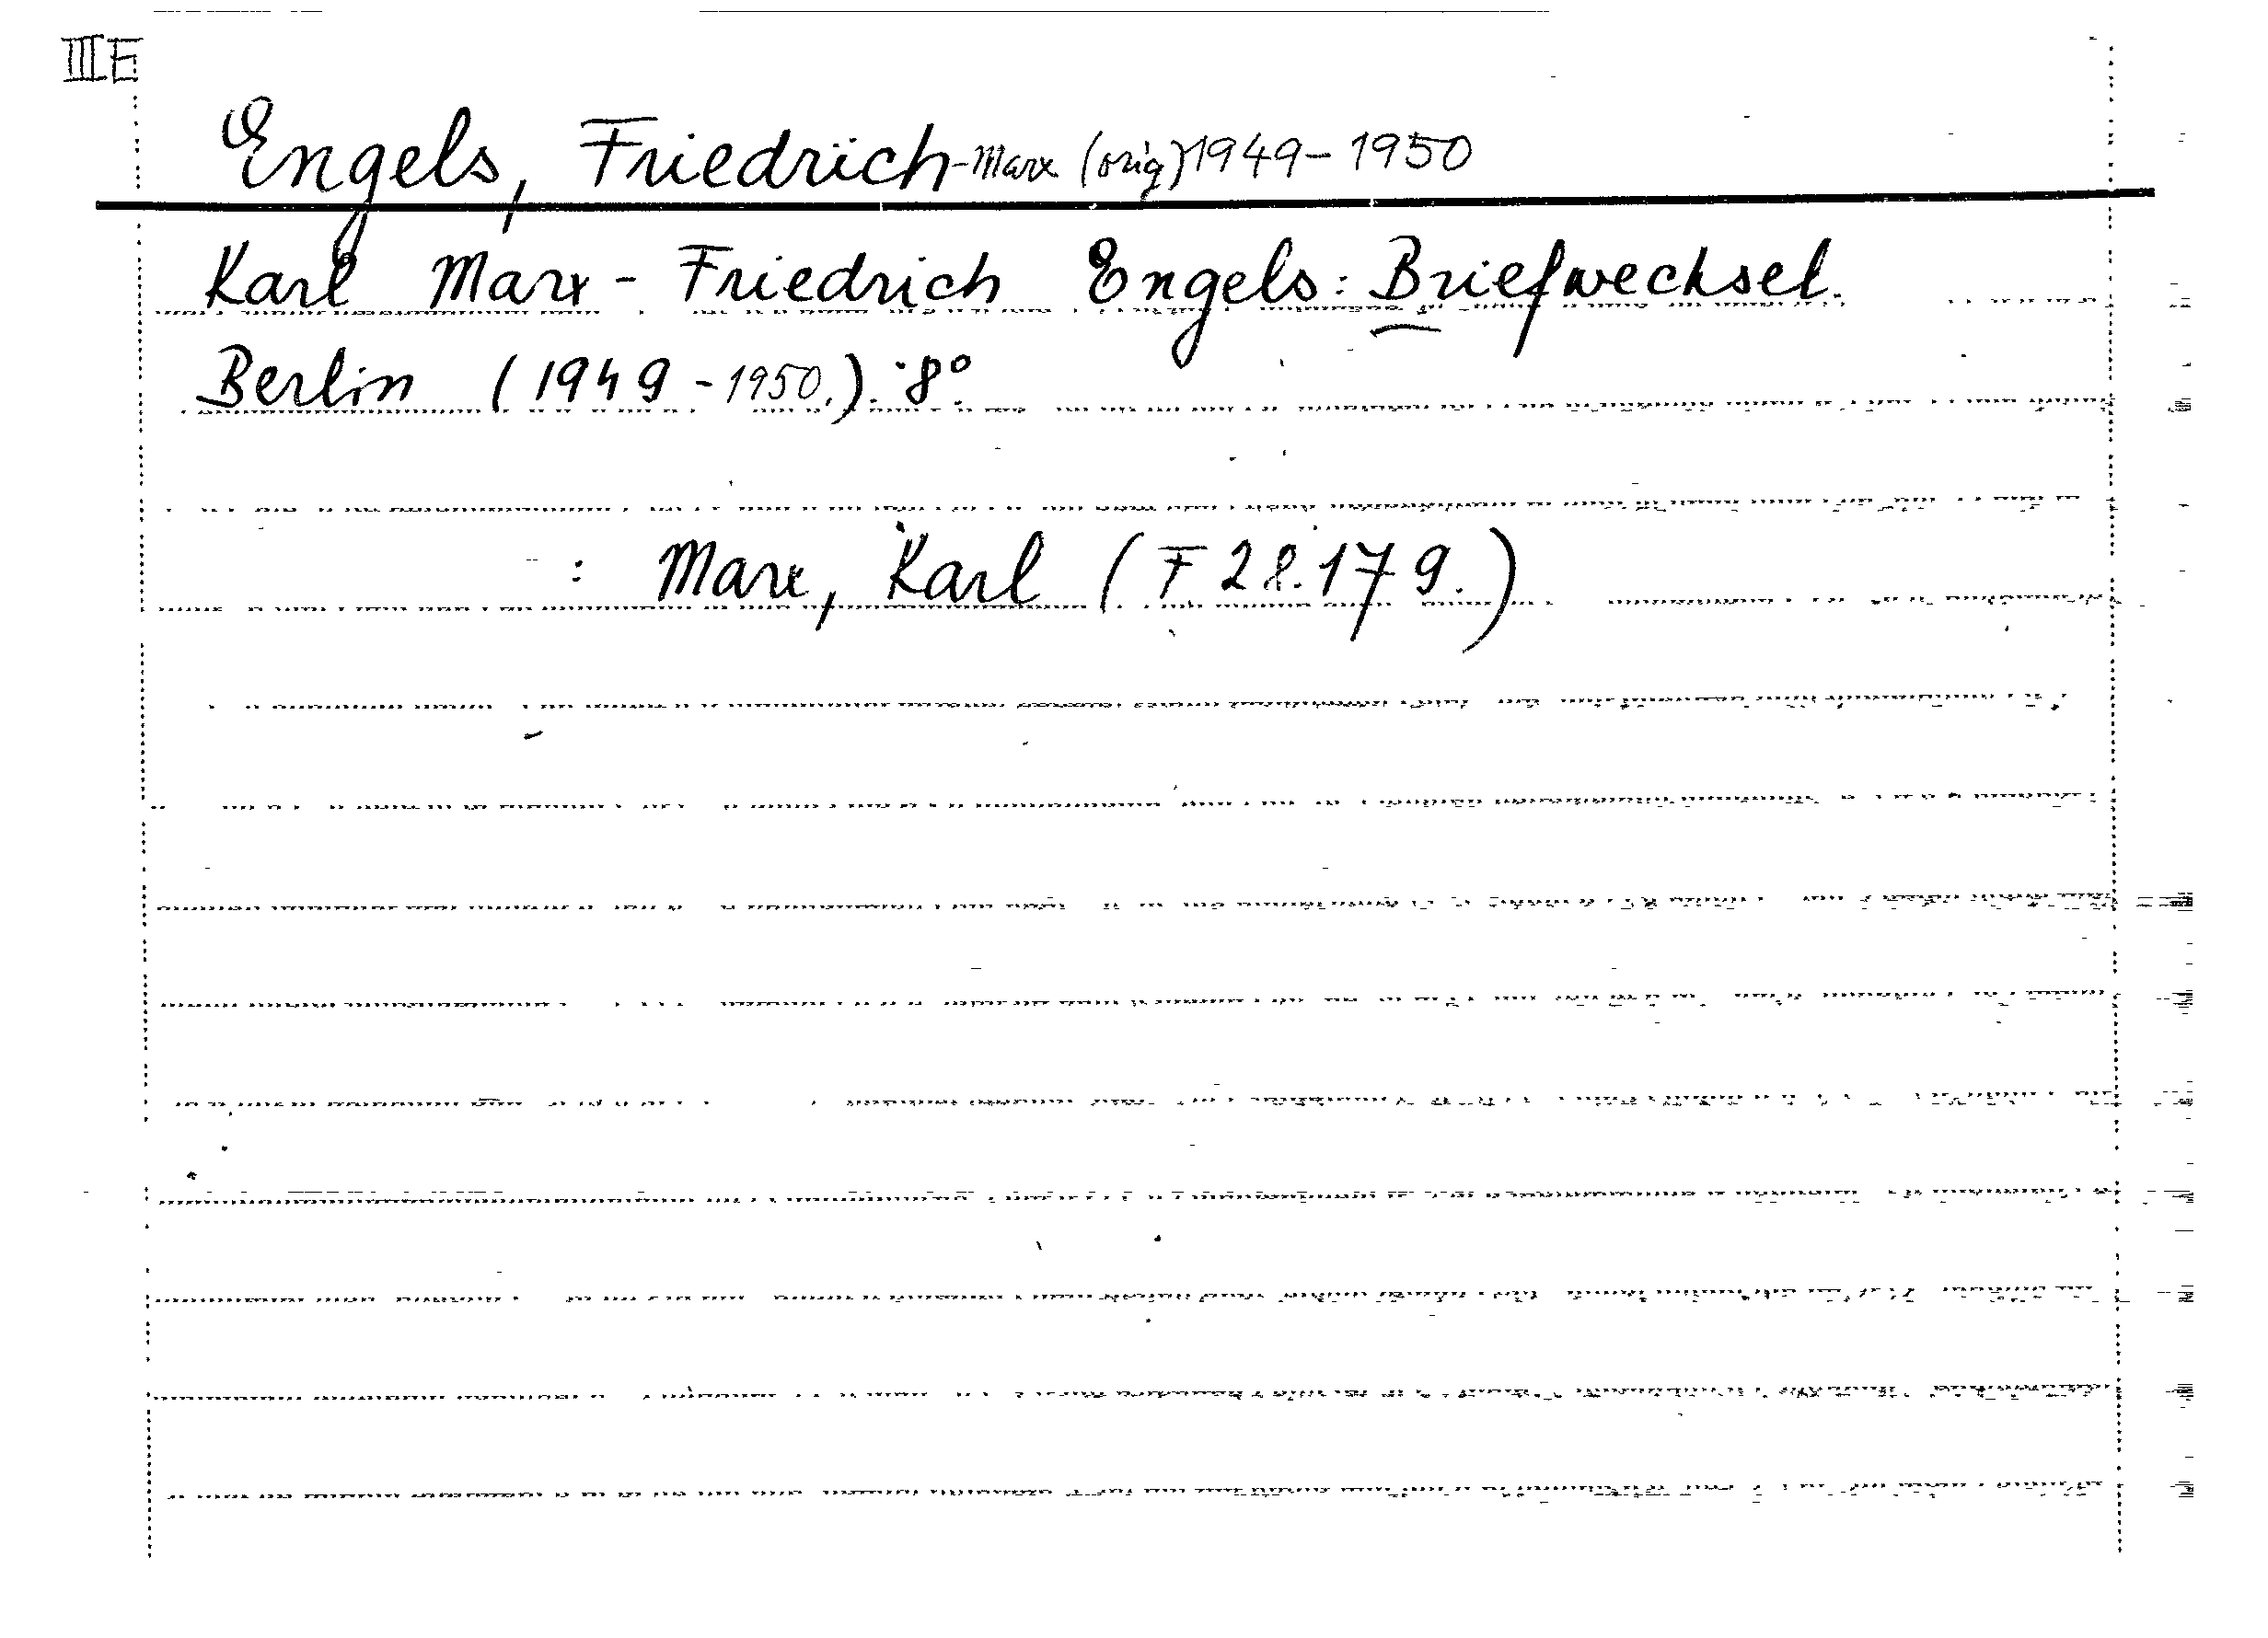 III E
Engels, Friedrich - Marx (orig) 1949-1950
Karl Marx - Friedrich Engels: Briefwechsel.
Berlin (1949-1950.). 8°.
: Marx, Karl (F 28.179.)